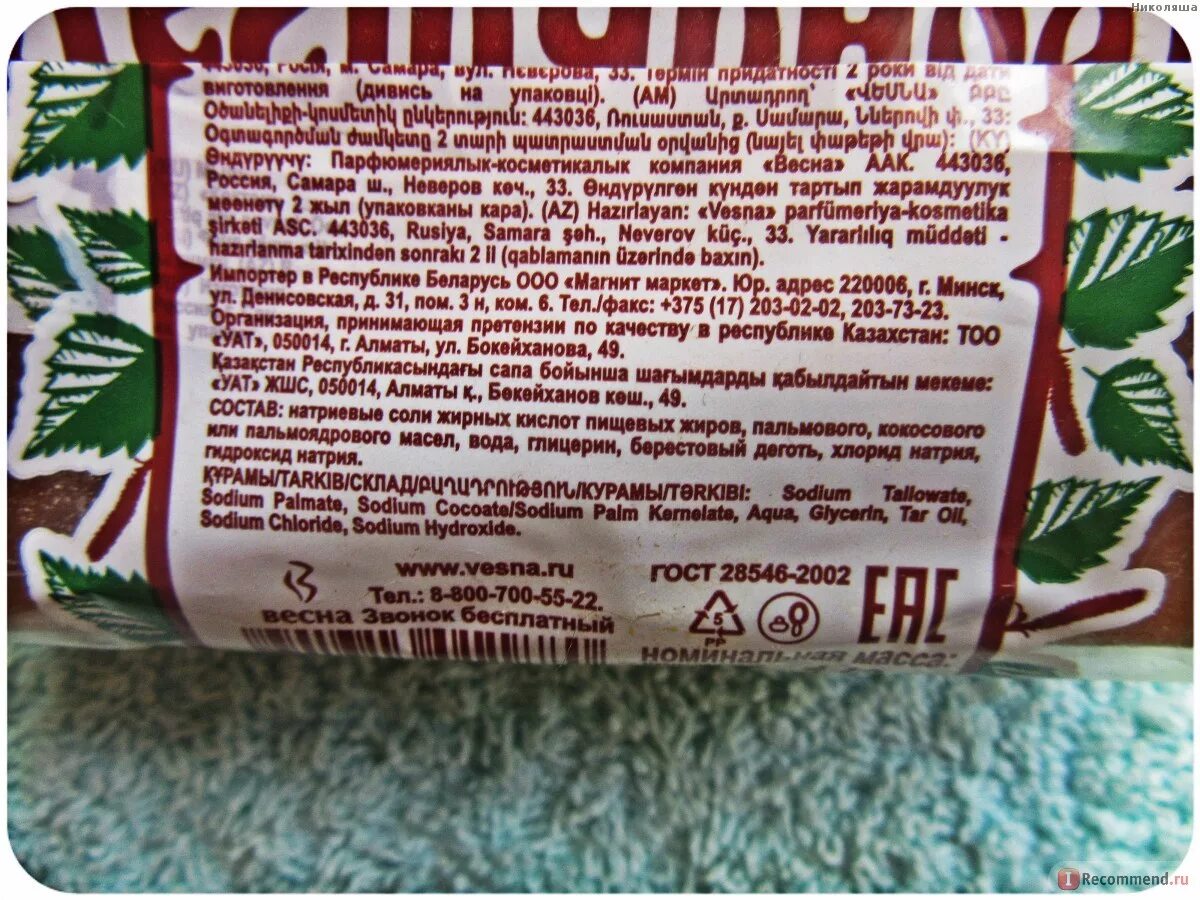 Николяша
443036, Росія, м. Самара, вул. Неверова, 33. Термін придатності 2 роки від дати
виготовлення (дивись на упаковці). (AM) Արտադրող՝ «ՎԵՍՆԱ» ԲԲԸ
Օծանելիքի-կոսմետիկ ընկերություն: 443036, Ռուսաստան, ք. Սամարա, Ններովի փ., 33:
Օգտագործման ժամկետը 2 տարի պատրաստման օրվանից (նայել փաթեթի վրա): (KY)
Өндүрүүчү: Парфюмериялык-косметикалык компания «Весна» ААК. 443036,
Россия, Самара ш., Неверов көч., 33. Өндүрүлгөн күндөн тартып жарамдуулук
мөөнөтү 2 жыл (упаковканы кара). (AZ) Hazırlayan: «Vesna» parfümeriya-kosmetika
şirkəti ASC. 443036, Rusiya, Samara şəh., Neverov küç., 33. Yararlılıq müddəti -
hazırlanma tarixindən sonrakı 2 il (qablamanın üzərində baxın).
Импортер в Республике Беларусь ООО «Магнит маркет». Юр. адрес 220006, г. Минск,
ул. Денисовская, д. 31, пом. 3 н, ком. 6. Тел./факс: +375 (17) 203-02-02, 203-73-23.
Организация, принимающая претензии по качеству в республике Казахстан: ТОО
«УАТ», 050014, г. Алматы, ул. Бокейханова, 49.
Қазақстан Республикасындағы сапа бойынша шағымдарды қабылдайтын мекеме:
«УАТ» ЖШС, 050014, Алматы қ., Бөкейханов көш., 49.
СОСТАВ: натриевые соли жирных кислот пищевых жиров, пальмового, кокосового
или пальмоядрового масел, вода, глицерин, берестовый деготь, хлорид натрия,
гидроксид натрия.
ҚҰРАМЫ/TARKIB/СКЛАД/ԲԱՂԱԴՐՈՒԹՅՈՒՆ/КУРАМЫ/TƏRKIBI: Sodium Tallowate,
Sodium Palmate, Sodium Cocoate/Sodium Palm Kernelate, Aqua, Glycerin, Tar Oil,
Sodium Chloride, Sodium Hydroxide.
www.vesna.ru
ГОСТ 28546-2002
EAC
Тел.: 8-800-700-55-22.
весна Звонок бесплатный
5
PP
номинальная масса:
IRecommend.ru